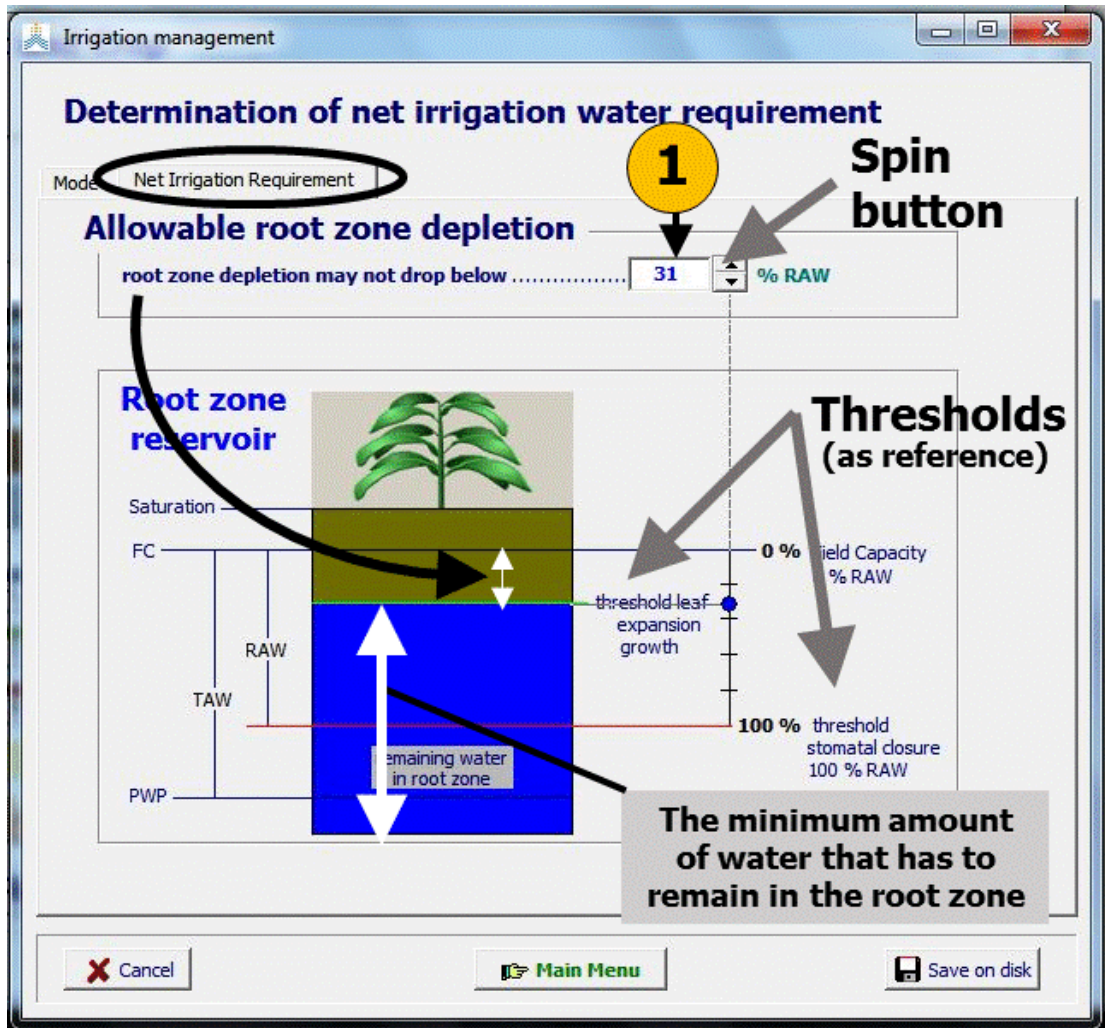 Irrigation management
Determination of net irrigation water requirement
1
Spin
button
Mode
Net Irrigation Requirement
Allowable root zone depletion
root zone depletion may not drop below ................. 31 % RAW
Root zone
reservoir
Thresholds
(as reference)
Saturation
FC
0 % ield Capacity
% RAW
threshold leaf
expansion
growth
RAW
TAW
100 % threshold
stomatal closure
100 % RAW
emaining water
in root zone
PWP
The minimum amount
of water that has to
remain in the root zone
Cancel
Main Menu
Save on disk